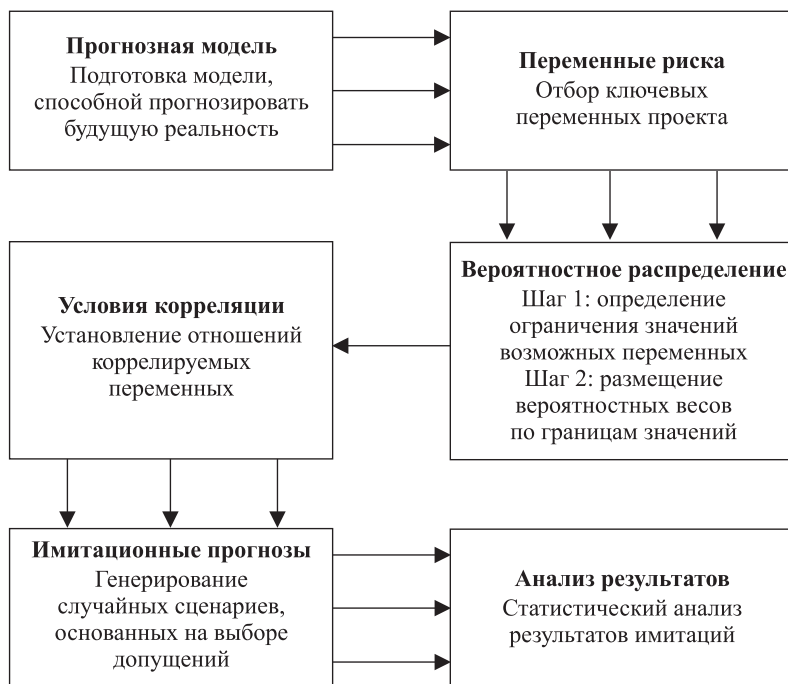 Прогнозная модель
Подготовка модели,
способной прогнозировать
будущую реальность
Переменные риска
Отбор ключевых
переменных проекта
Вероятностное распределение
Шаг 1: определение
ограничения значений
возможных переменных
Шаг 2: размещение
вероятностных весов
по границам значений
Условия корреляции
Установление отношений
коррелируемых
переменных
Имитационные прогнозы
Генерирование
случайных сценариев,
основанных на выборе
допущений
Анализ результатов
Статистический анализ
результатов имитаций